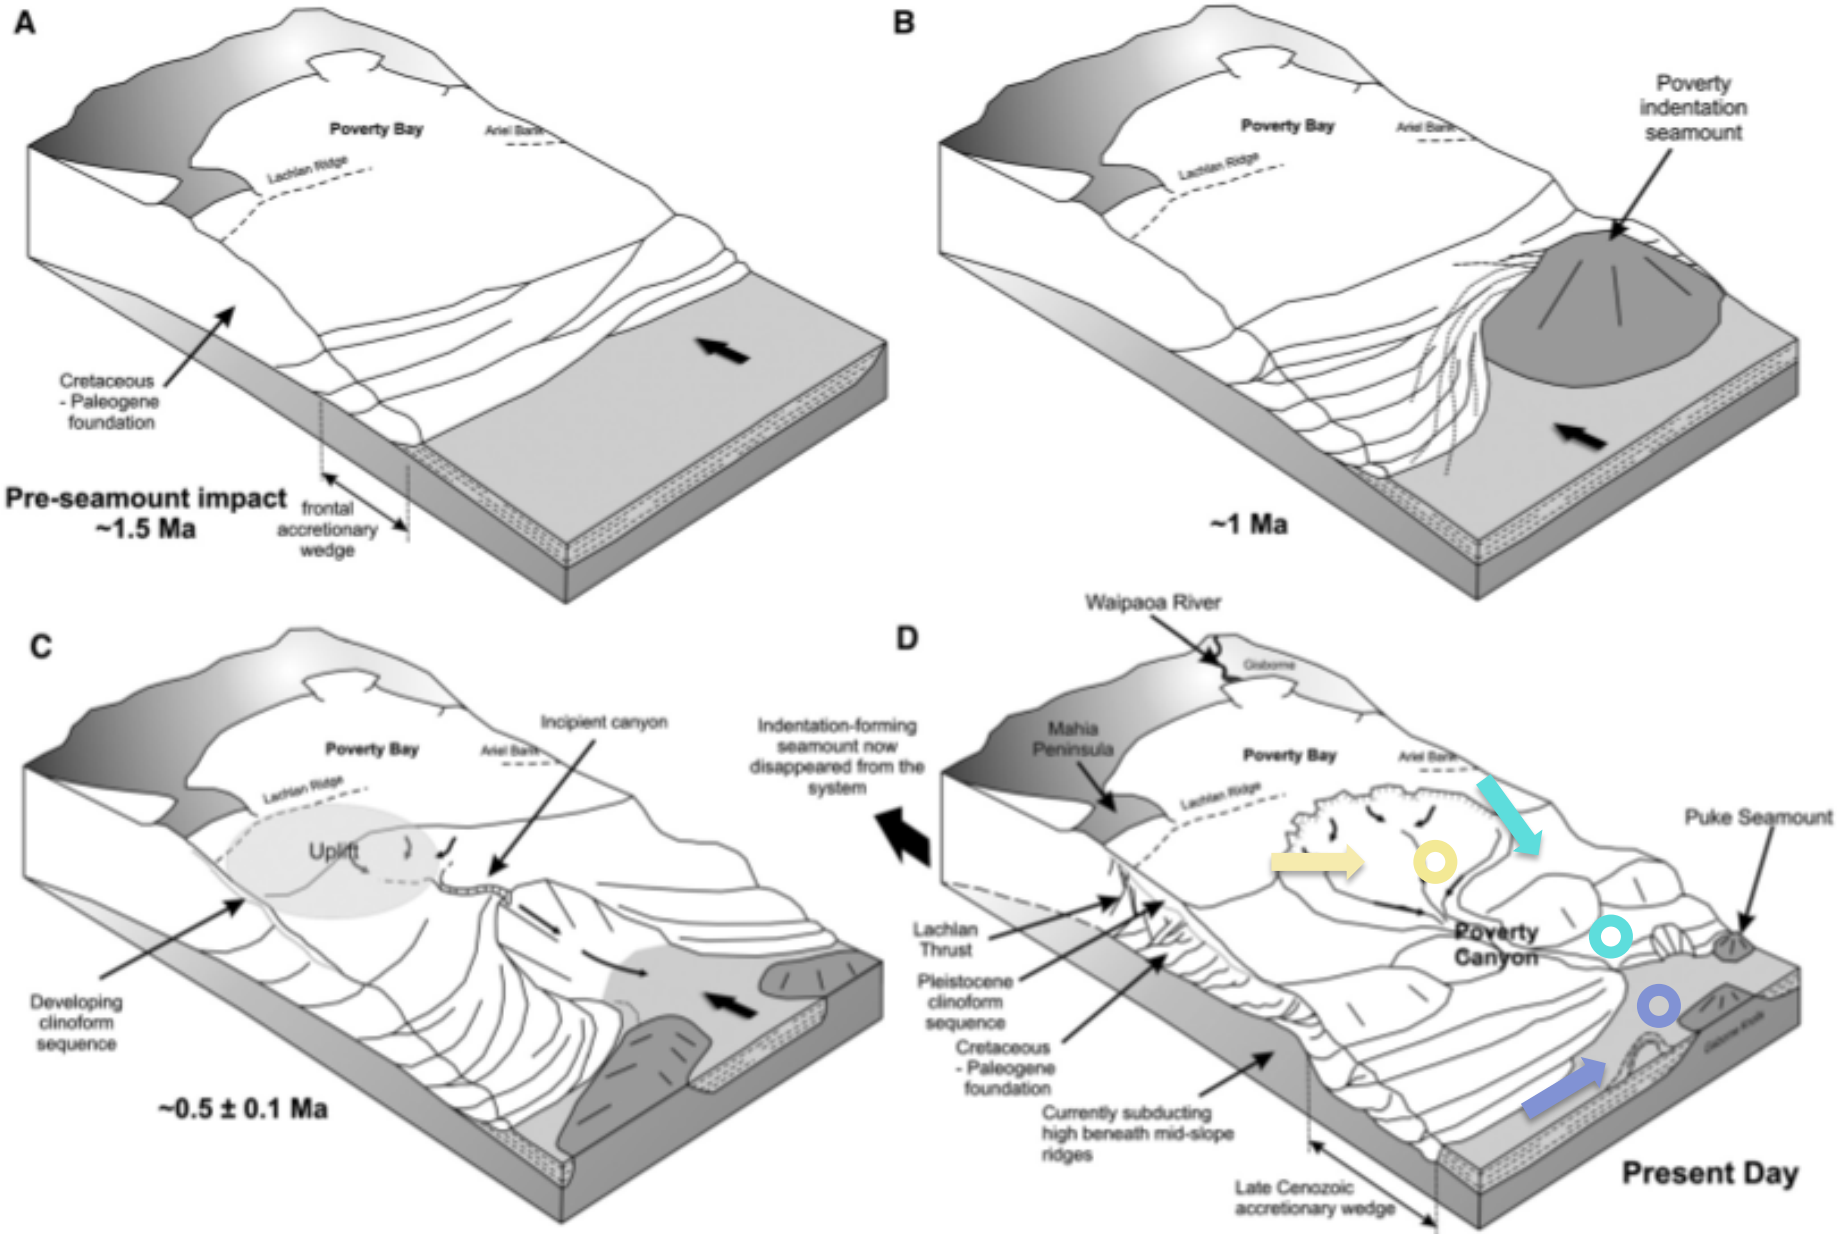 A
Poverty Bay
Ariel Bank
Lachlan Ridge
Cretaceous
- Paleogene
foundation
Pre-seamount impact
~1.5 Ma
frontal
accretionary
wedge
B
Poverty
indentation
seamount
Poverty Bay
Ariel Bank
Lachlan Ridge
~1 Ma
C
Incipient canyon
Poverty Bay
Ariel Bank
Lachlan Ridge
Uplift
Developing
clinoform
sequence
~0.5 ± 0.1 Ma
Indentation-forming
seamount now
disappeared from the
system
D
Waipaoa River
Gisborne
Mahia
Peninsula
Poverty Bay
Ariel Bank
Lachlan Ridge
Puke Seamount
Poverty
Canyon
Lachlan
Thrust
Pleistocene
clinoform
sequence
Cretaceous
- Paleogene
foundation
Currently subducting
high beneath mid-slope
ridges
Late Cenozoic
accretionary wedge
Gisborne Knolls
Present Day